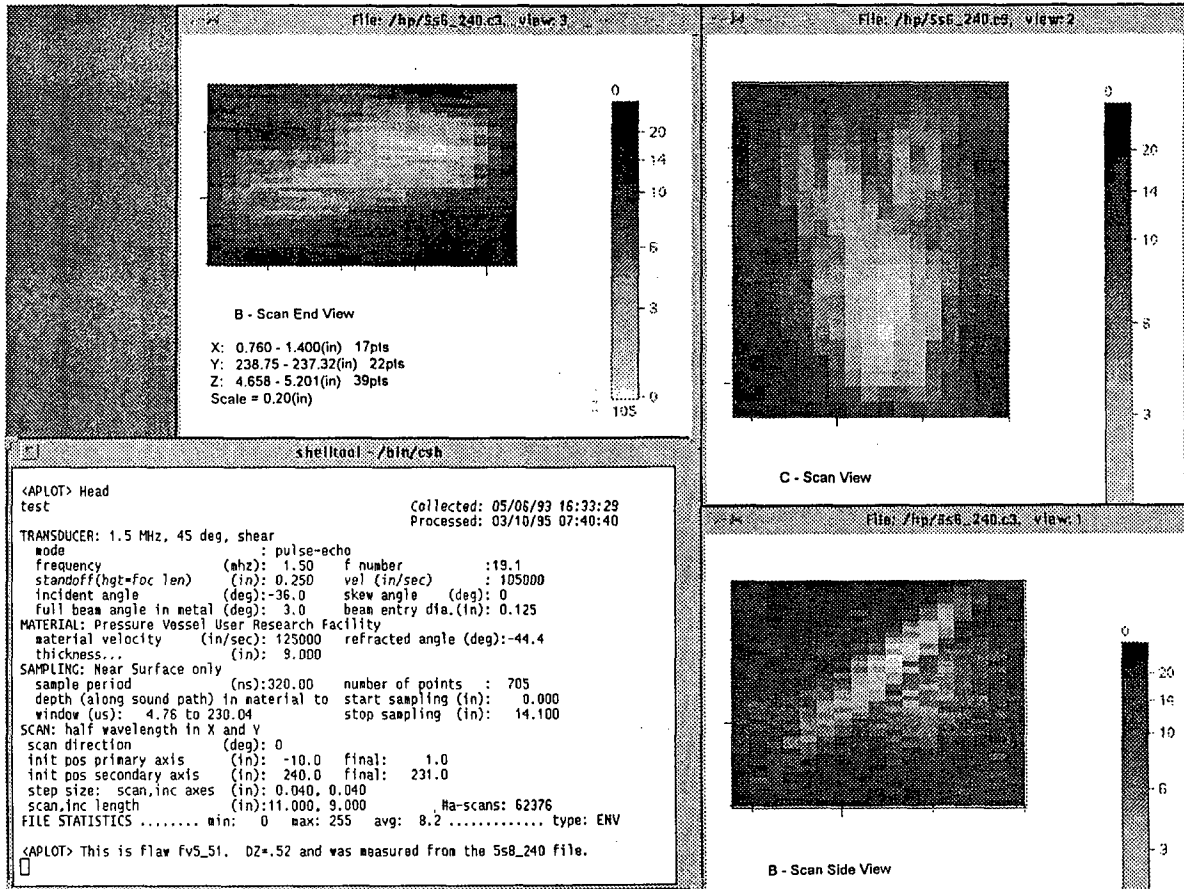 File: /hp/5s6_240.c3, view: 3
0
20
14
10
6
3
0
105
B - Scan End View
X: 0.760 - 1.400(in) 17pts
Y: 238.75 - 237.32(in) 22pts
Z: 4.658 - 5.201(in) 39pts
Scale = 0.20(in)
view: 2
0
20
14
10
6
3
C - Scan View
shelltool - /bin/csh
<APLOT> Head
test Collected: 05/06/93 16:33:29
Processed: 03/10/95 07:40:40
TRANSDUCER: 1.5 MHz, 45 deg, shear
mode : pulse-echo
frequency (mhz): 1.50 f number :19.1
standoff(hgt=foc len) (in): 0.250 vel (in/sec) : 105000
incident angle (deg):-36.0 skew angle (deg): 0
full beam angle in metal (deg): 3.0 beam entry dia.(in): 0.125
MATERIAL: Pressure Vessel User Research Facility
material velocity (in/sec): 125000 refracted angle (deg):-44.4
thickness... (in): 9.000
SAMPLING: Near Surface only
sample period (ns):320.00 number of points : 705
depth (along sound path) in material to start sampling (in): 0.000
window (us): 4.76 to 230.04 stop sampling (in): 14.100
SCAN: half wavelength in X and Y
scan direction (deg): 0
init pos primary axis (in): -10.0 final: 1.0
init pos secondary axis (in): 240.0 final: 231.0
step size: scan,inc axes (in): 0.040, 0.040
scan,inc length (in):11.000, 9.000 #a-scans: 62376
FILE STATISTICS ........ min: 0 max: 255 avg: 8.2 ............. type: ENV
<APLOT> This is flaw fv5_51. DZ=.52 and was measured from the 5s8_240 file.
File: /hp/5s6_240.c3, view: 1
0
20
14
10
6
3
B - Scan Side View